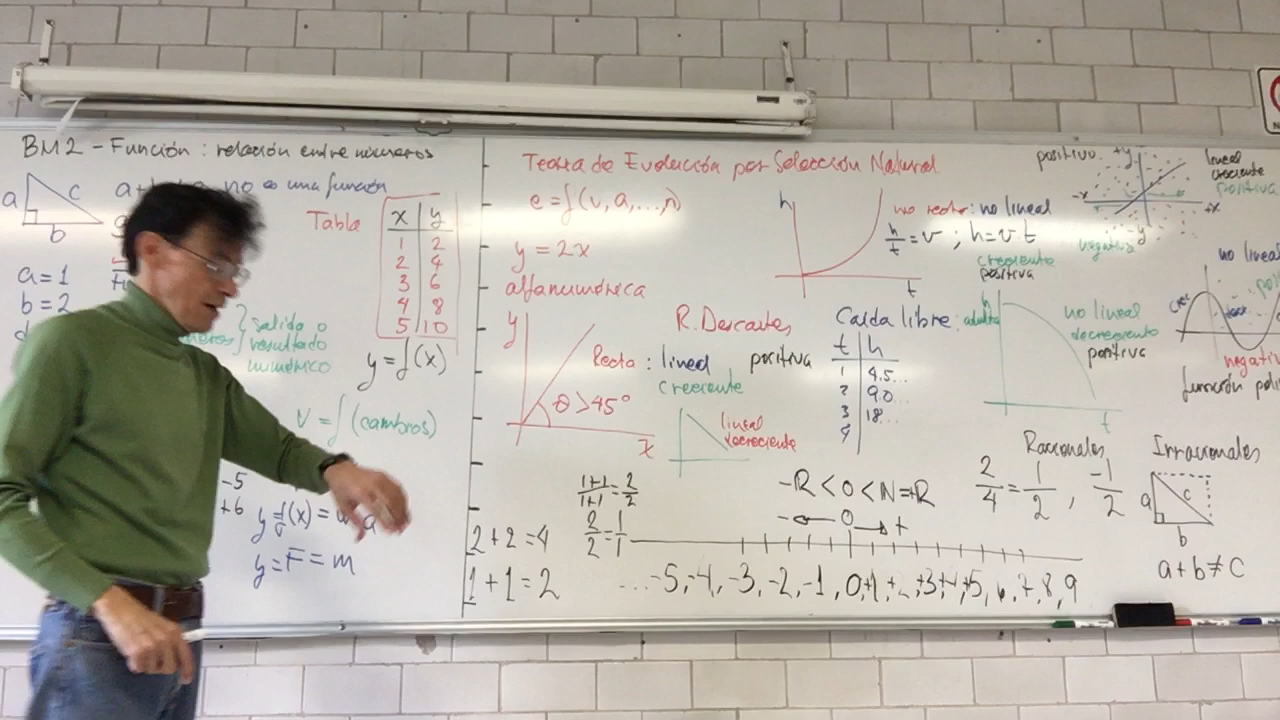 BM2 - Función: relación entre números
a
c
b
no es una función
a = 1
b = 2
salida o
resultado
numérico
Tabla
x y
1 2
2 4
3 6
4 8
5 10
y = f(x)
v = f(cambios)
-5
+6
y = f(x) =
y = F = m
Teoría de Evolución por Selección Natural
e = f(v, a, ..., n)
y = 2x
alfanumérica
y
Recta: lineal positiva
creciente
θ > 45°
x
R. Descartes
lineal
decreciente
h
no recta: no lineal
h/t = v ; h = v·t
creciente
positiva
t
Caída libre:
t h
1 4.5...
2 9.0...
3 18...
4
h
no lineal
decreciente
positiva
t
positivo
+y
-x
+x
-y
negativa
lineal
creciente
positiva
no lineal
negativa
función
1+1/1+1 = 2/2
2/2 = 1/1
2 + 2 = 4
1 + 1 = 2
-R < 0 < N = +R
- 0 +
... -5, -4, -3, -2, -1, 0, +1, +2, +3, +4, +5, 6, 7, 8, 9
Racionales
2/4 = 1/2 , -1/2
Irracionales
a
c
b
a + b ≠ c